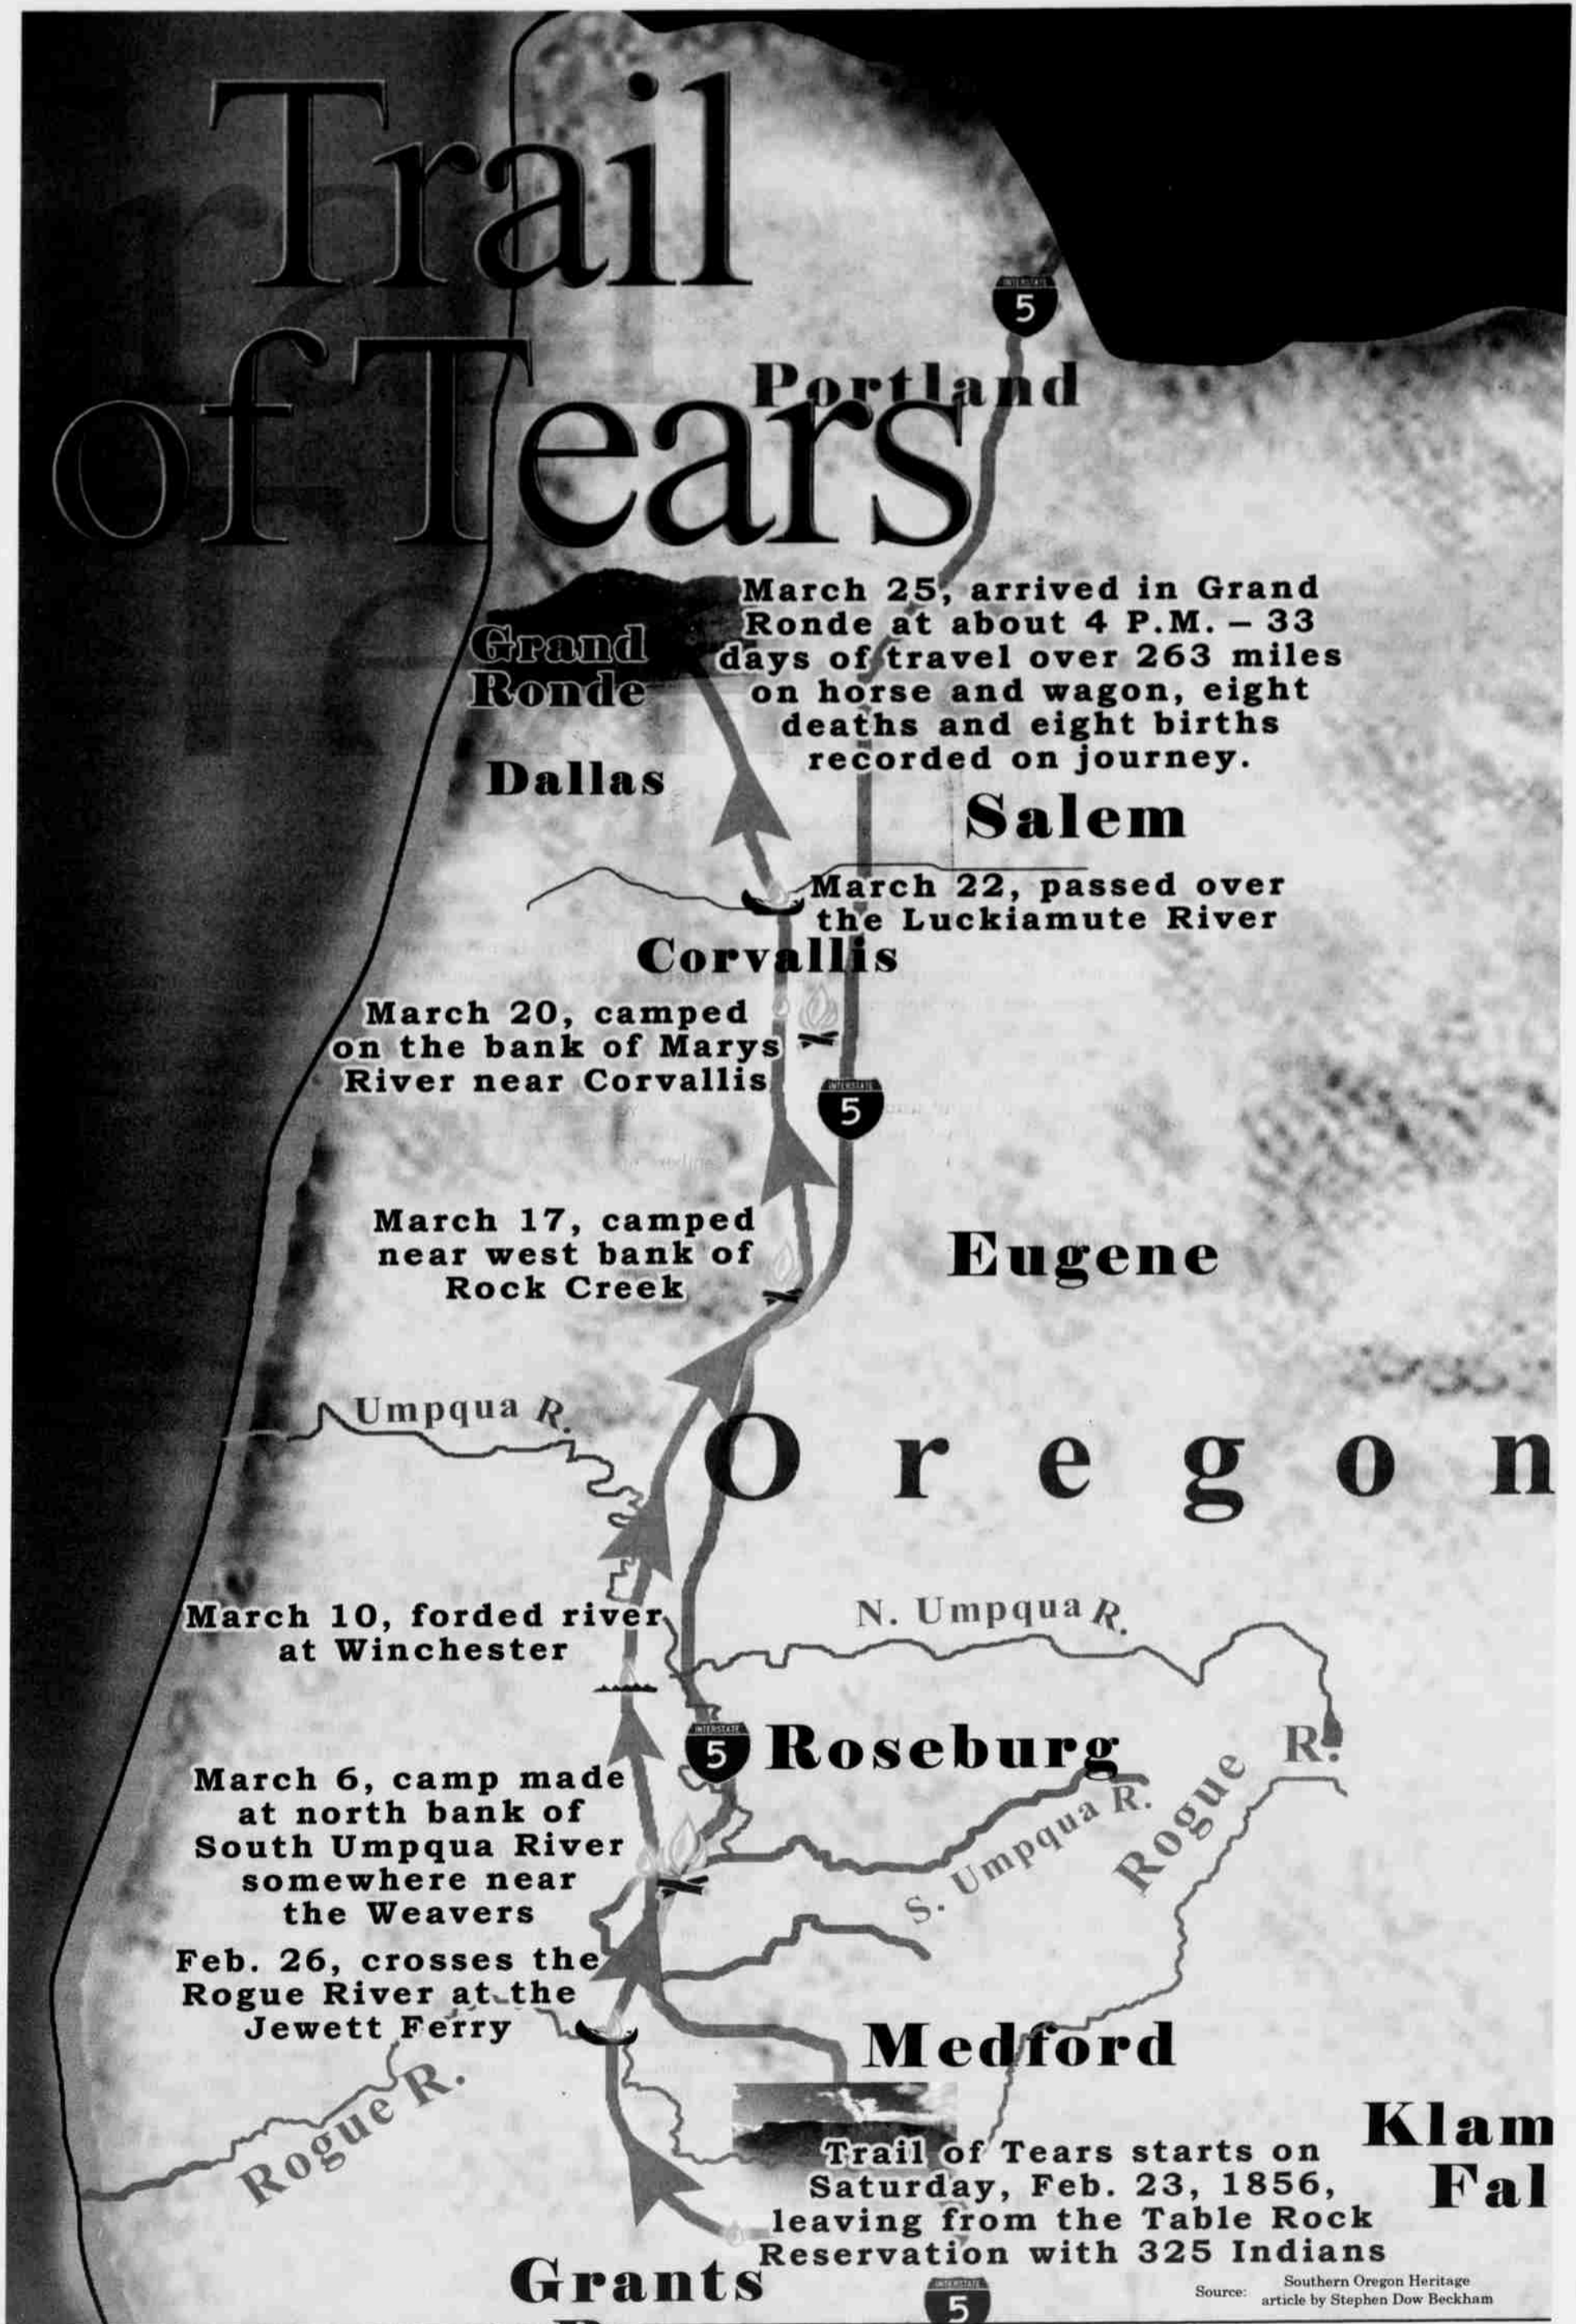 Trail
of Tears
INTERSTATE
5
Portland
March 25, arrived in Grand
Ronde at about 4 P.M. – 33
days of travel over 263 miles
on horse and wagon, eight
deaths and eight births
recorded on journey.
Grand
Ronde
Dallas
Salem
March 22, passed over
the Luckiamute River
Corvallis
March 20, camped
on the bank of Marys
River near Corvallis
INTERSTATE
5
March 17, camped
near west bank of
Rock Creek
Eugene
Umpqua R.
Oregon
March 10, forded river
at Winchester
N. Umpqua R.
INTERSTATE
5
Roseburg
Rogue R.
March 6, camp made
at north bank of
South Umpqua River
somewhere near
the Weavers
S. Umpqua R.
Feb. 26, crosses the
Rogue River at the
Jewett Ferry
Medford
Rogue R.
Klam
Fal
Trail of Tears starts on
Saturday, Feb. 23, 1856,
leaving from the Table Rock
Reservation with 325 Indians
Grants
INTERSTATE
5
Source: Southern Oregon Heritage
article by Stephen Dow Beckham